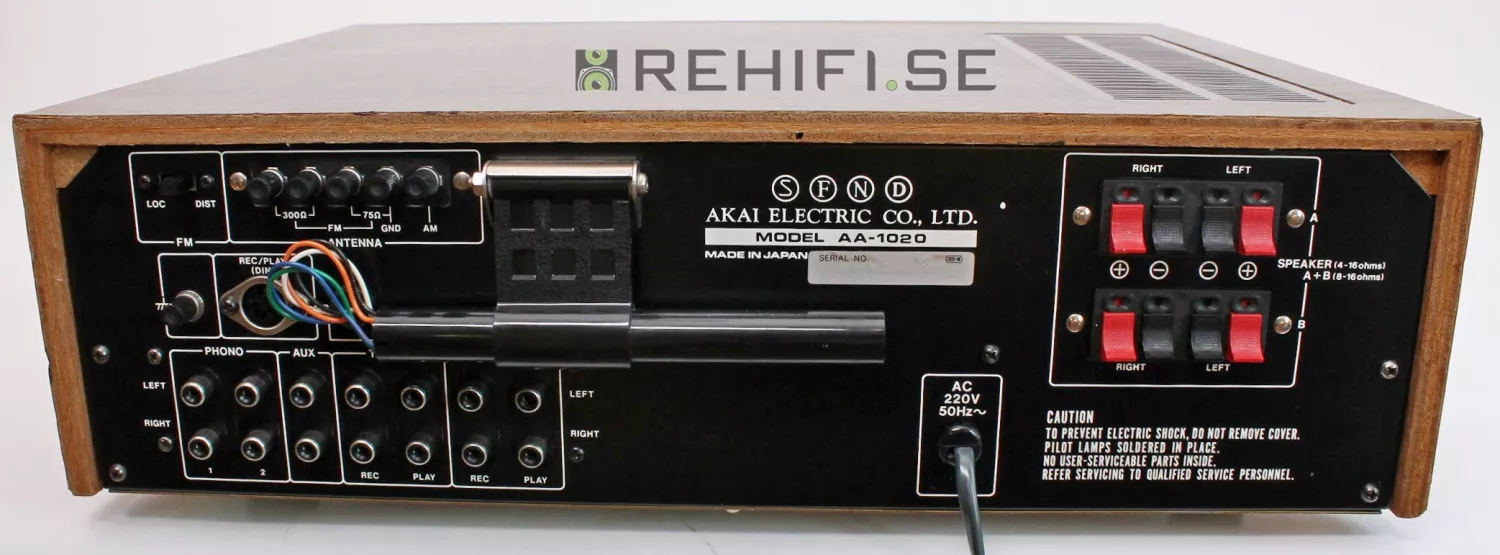 REHIFI.SE
LOC DIST
FM
300Ω 75Ω GND AM
FM
ANTENNA
S F N D
AKAI ELECTRIC CO., LTD.
MODEL AA-1020
MADE IN JAPAN
SERIAL NO
RIGHT LEFT
A
SPEAKER (4-16ohms)
A+B (8-16ohms)
B
RIGHT LEFT
REC/PLAY
(DIN)
PHONO AUX
LEFT
RIGHT
1 2
REC PLAY
REC PLAY
LEFT
RIGHT
AC
220V
50Hz~
CAUTION
TO PREVENT ELECTRIC SHOCK, DO NOT REMOVE COVER.
PILOT LAMPS SOLDERED IN PLACE.
NO USER-SERVICEABLE PARTS INSIDE.
REFER SERVICING TO QUALIFIED SERVICE PERSONNEL.